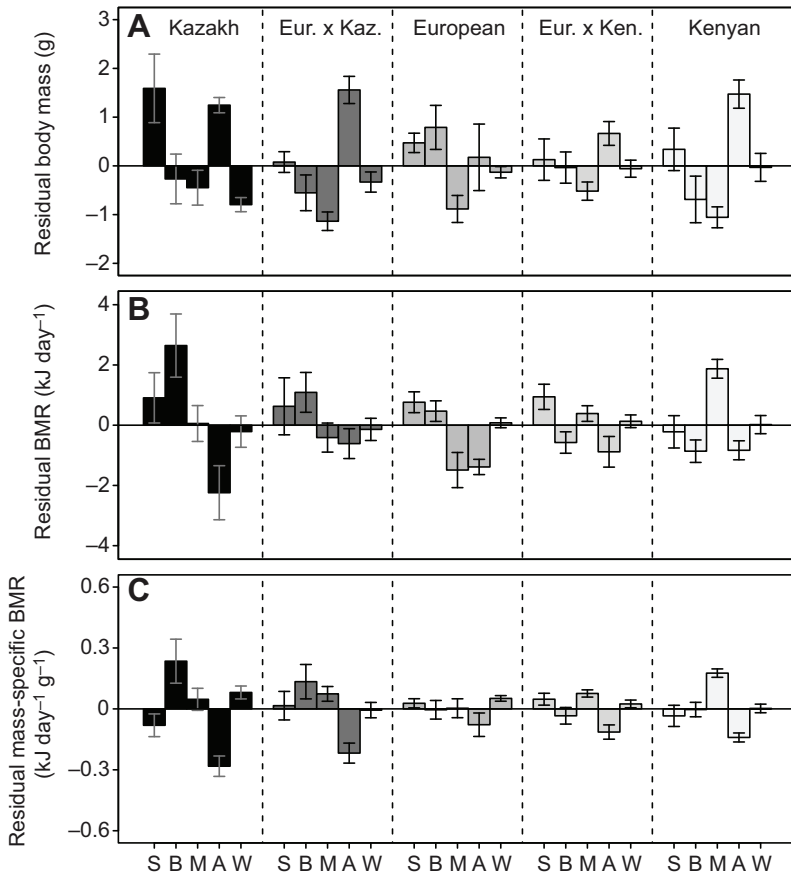 A Kazakh Eur. x Kaz. European Eur. x Ken. Kenyan
Residual body mass (g)
3
2
1
0
–1
–2
B
Residual BMR (kJ day–1)
4
2
0
–2
–4
C
Residual mass-specific BMR
(kJ day–1 g–1)
0.6
0.3
0
–0.3
–0.6
S B M A W S B M A W S B M A W S B M A W S B M A W